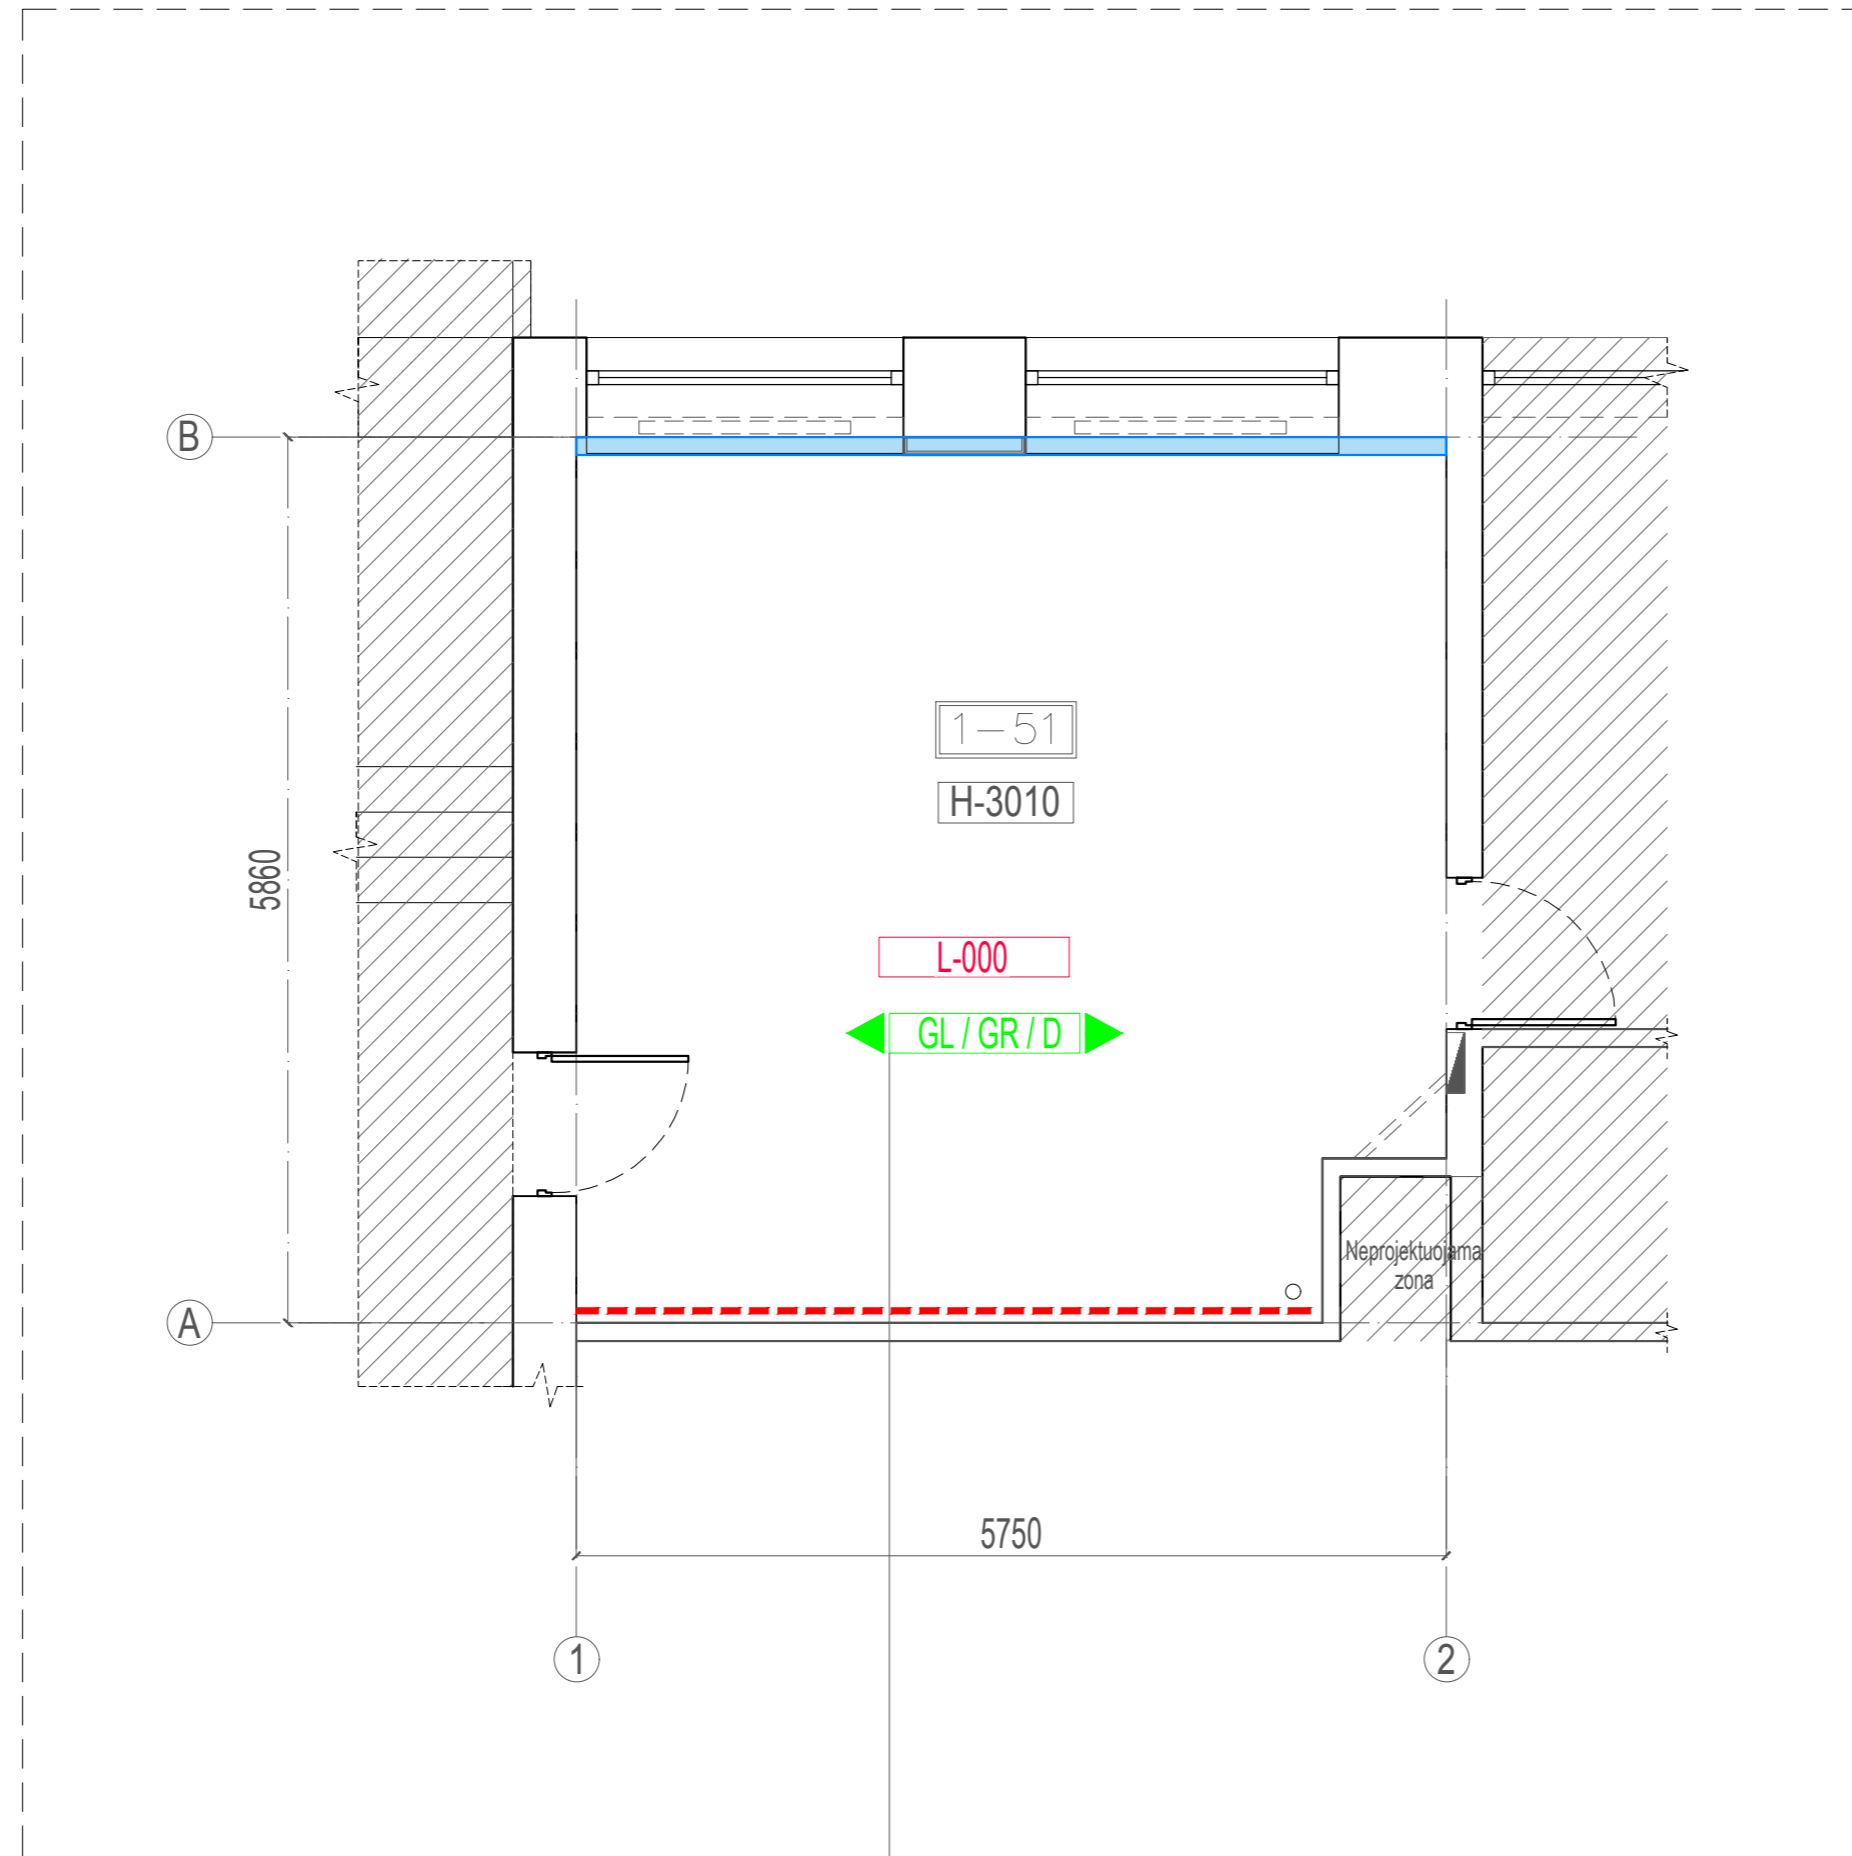 B
1-51
H-3010
5860
L-000
GL / GR / D
Neprojektuojama
zona
A
5750
1
2